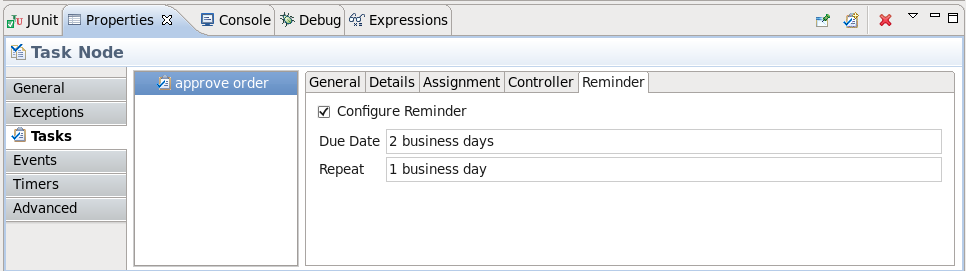 JUnit Properties Console Debug Expressions
Task Node
General
Exceptions
Tasks
Events
Timers
Advanced
approve order
General Details Assignment Controller Reminder
Configure Reminder
Due Date 2 business days
Repeat 1 business day